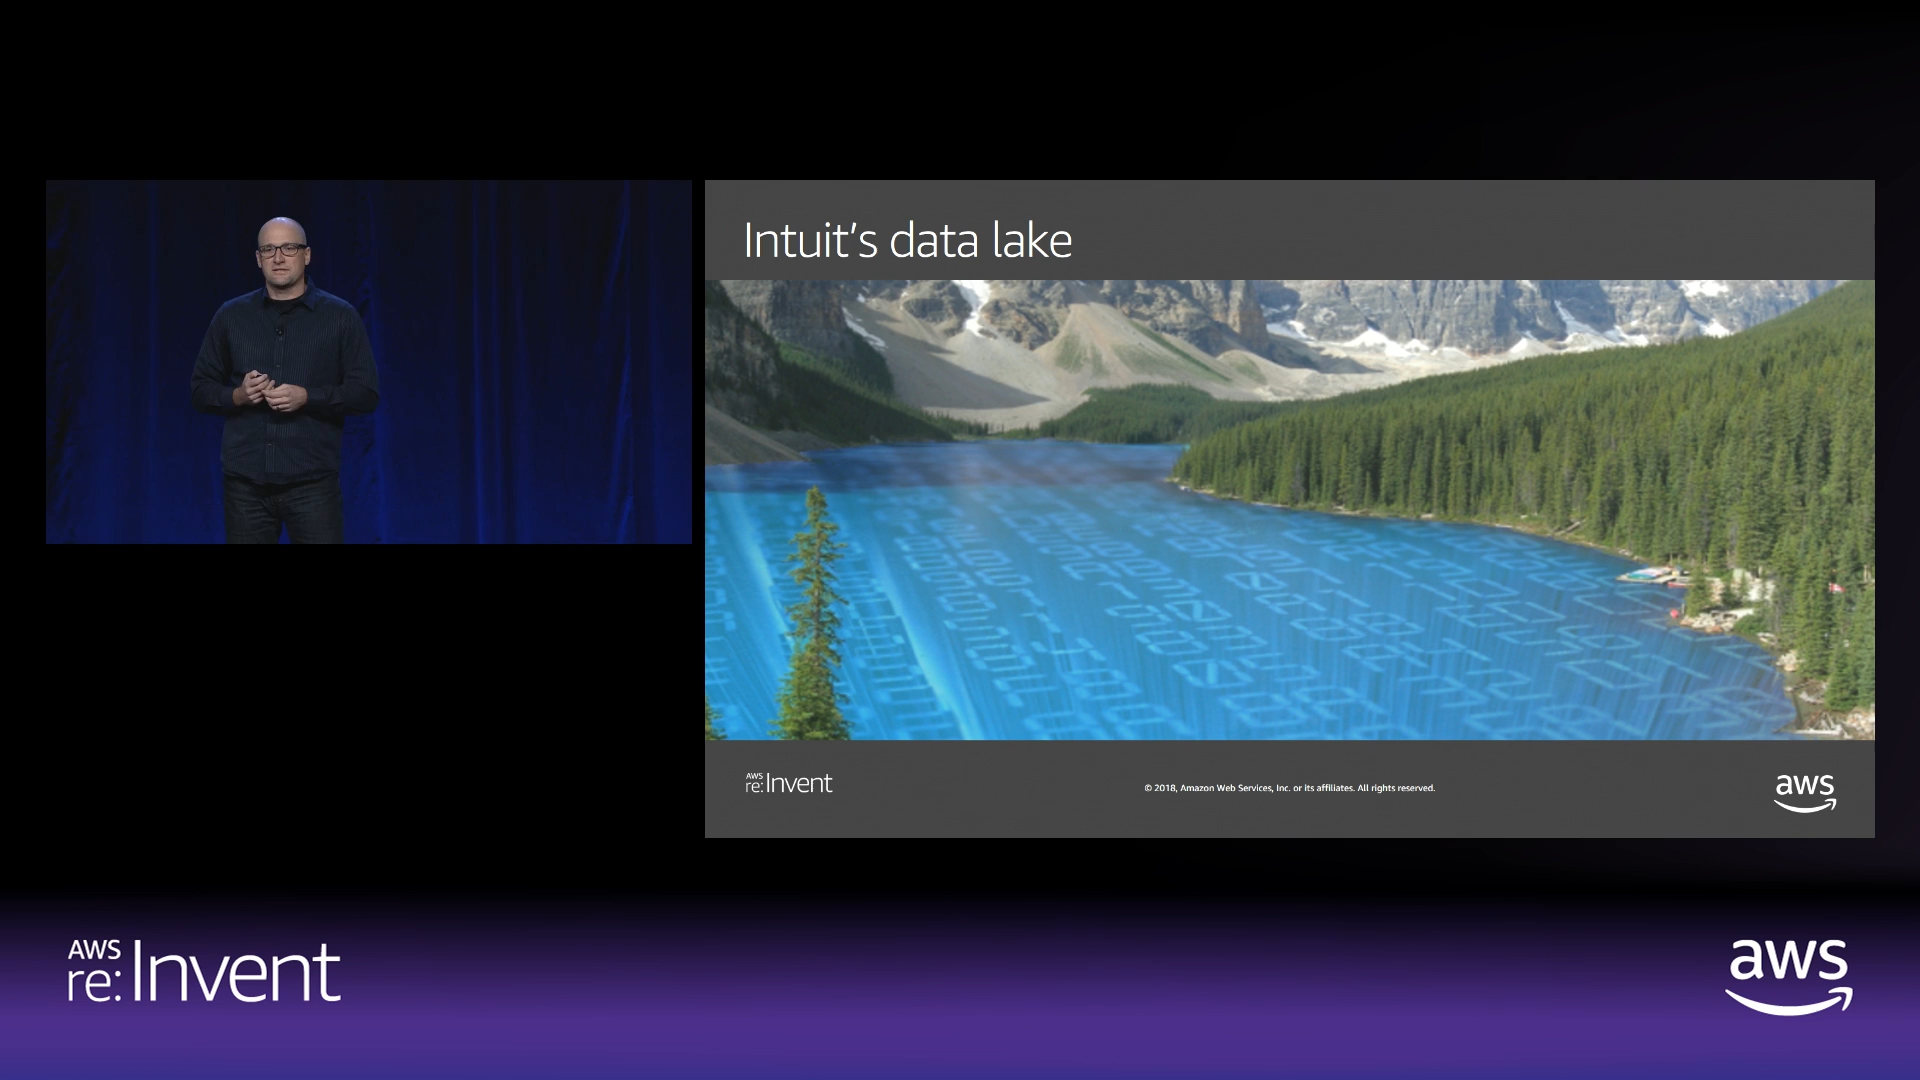 Intuit's data lake
AWS
re:Invent
© 2018, Amazon Web Services, Inc. or its affiliates. All rights reserved.
aws
AWS
re:Invent
aws